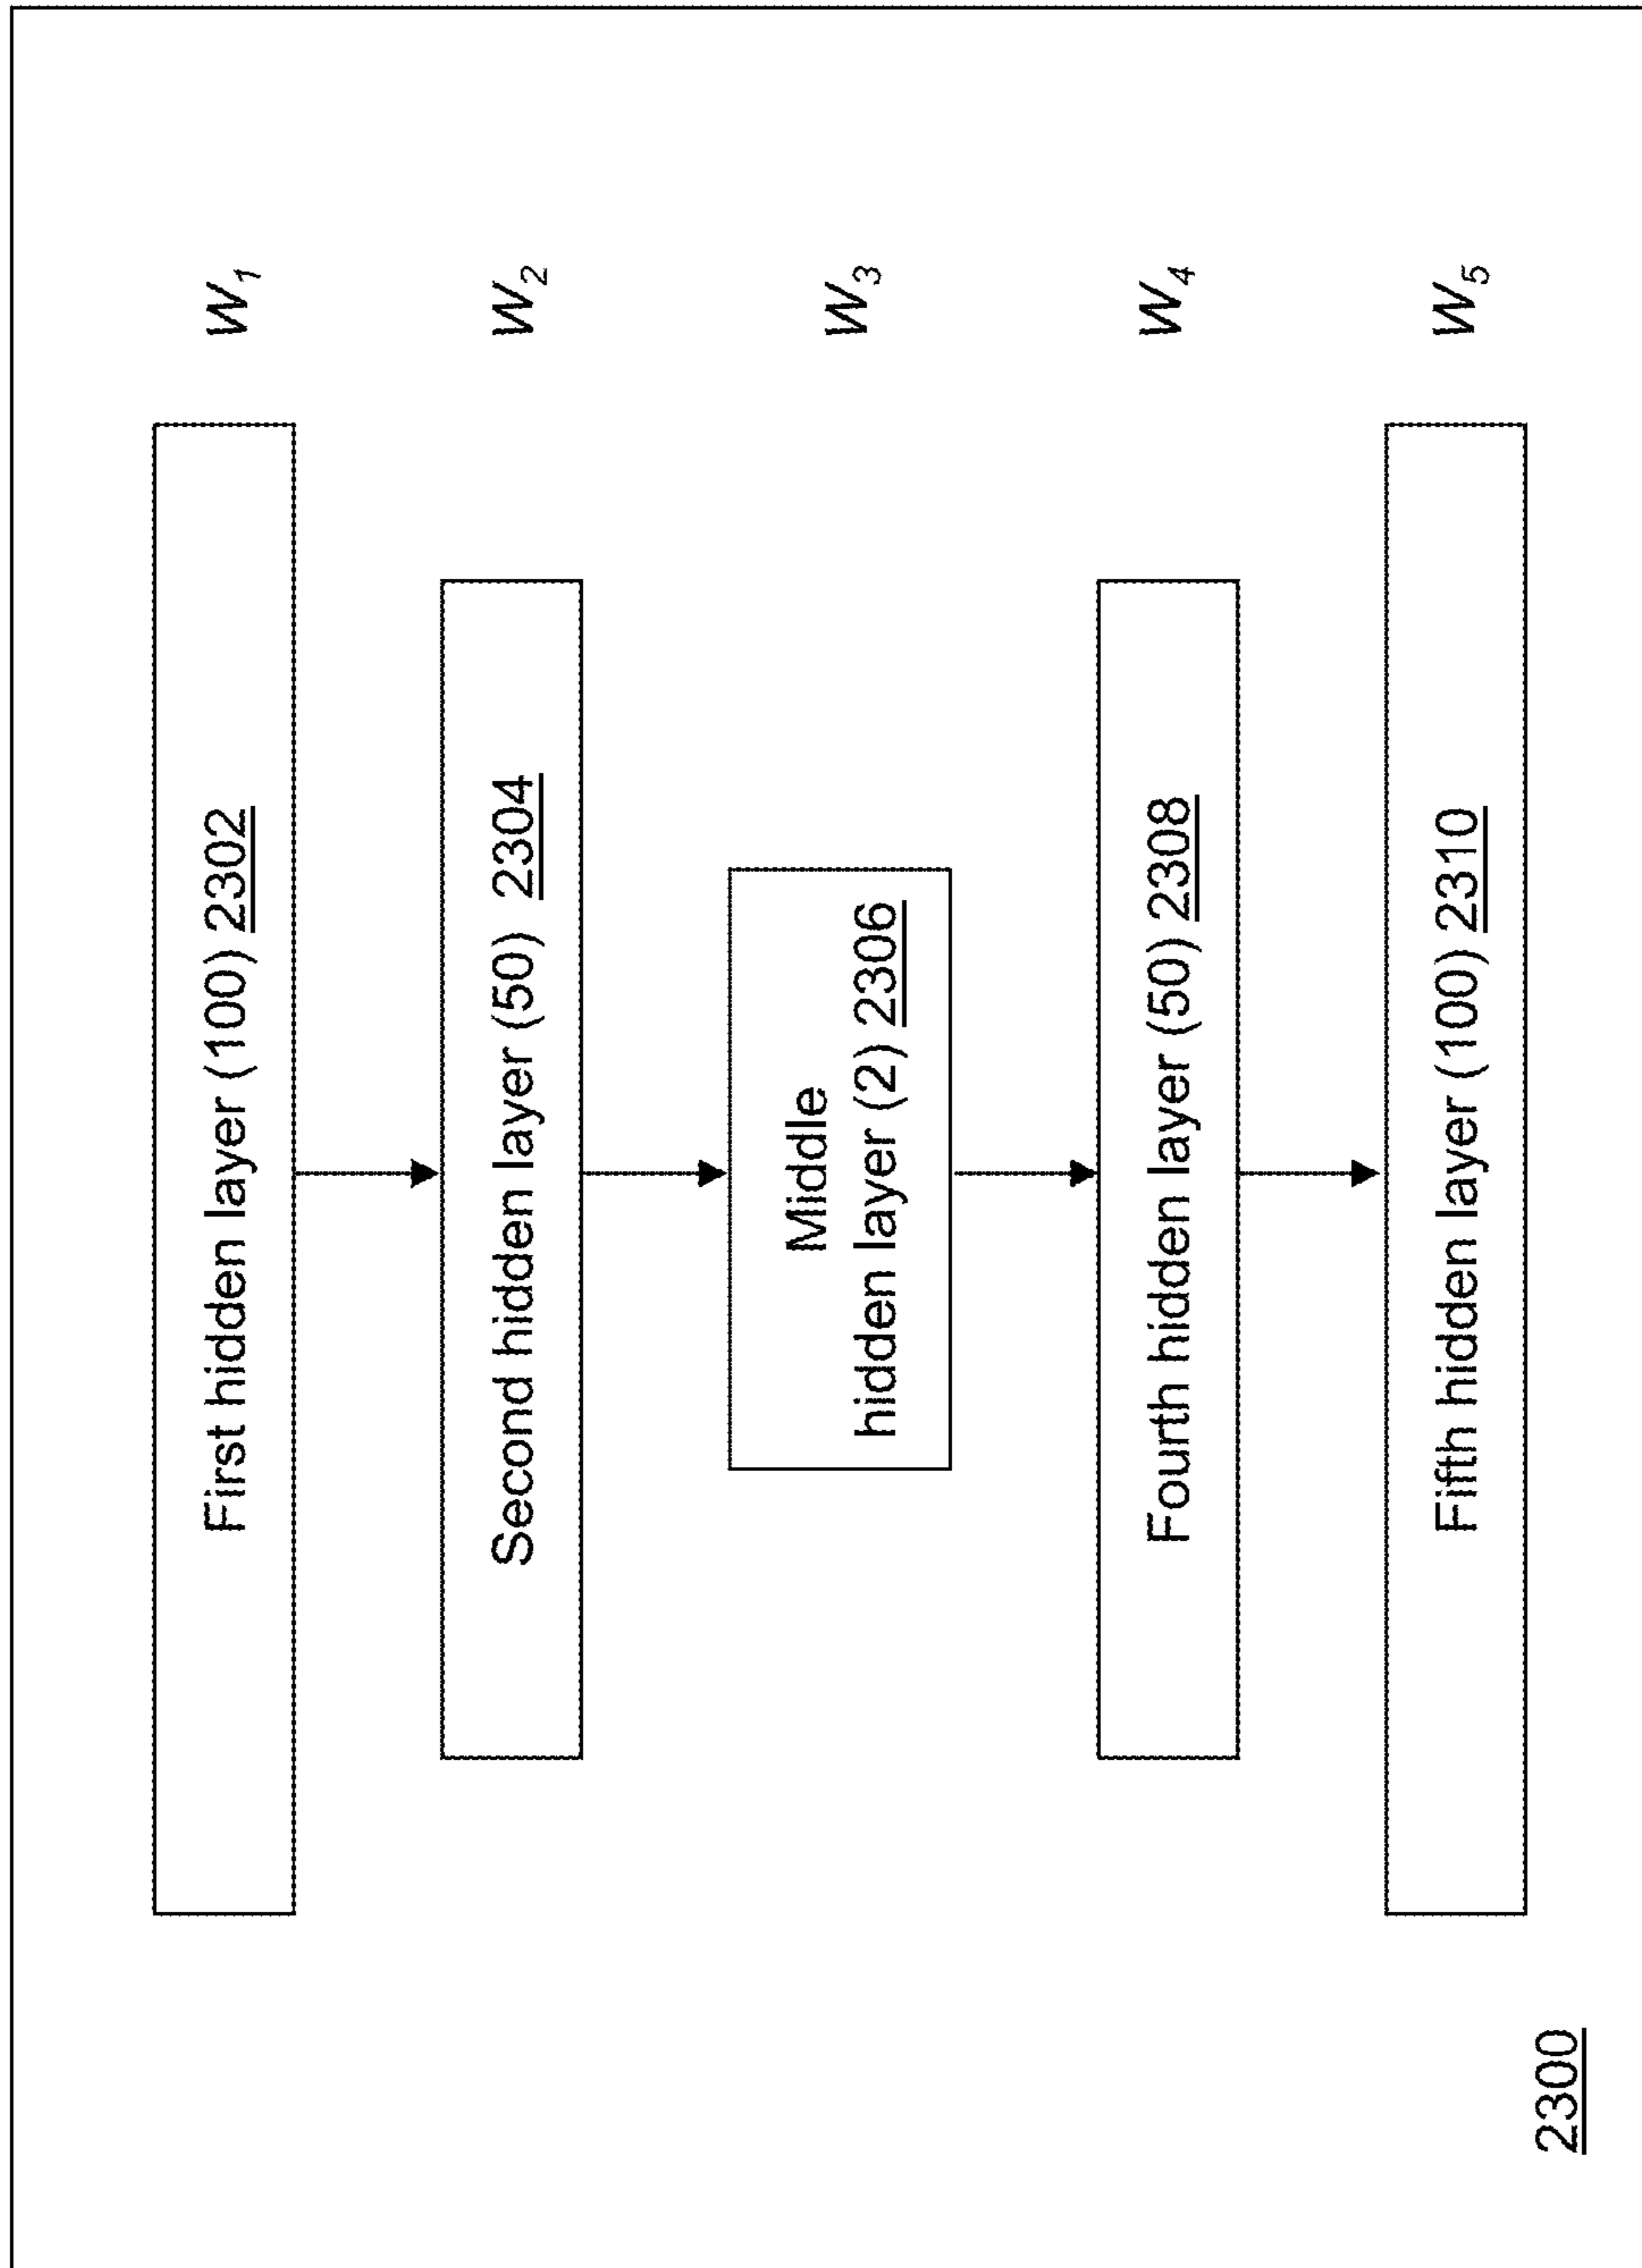 First hidden layer (100) 2302
W1
Second hidden layer (50) 2304
W2
Middle
hidden layer (2) 2306
W3
Fourth hidden layer (50) 2308
W4
Fifth hidden layer (100) 2310
W5
2300